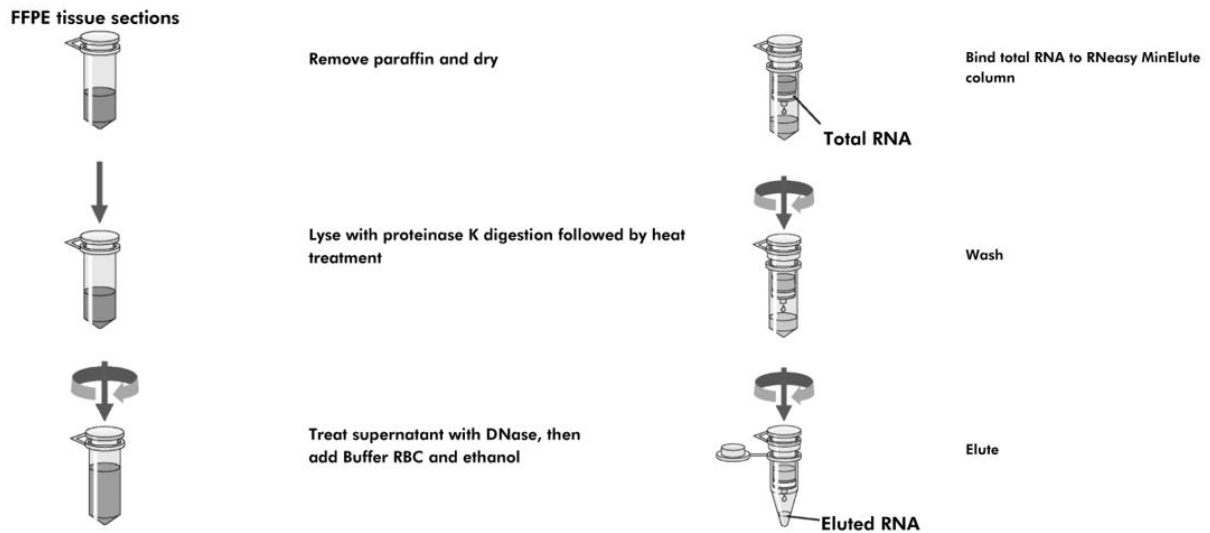 FFPE tissue sections
Remove paraffin and dry
Lyse with proteinase K digestion followed by heat
treatment
Treat supernatant with DNase, then
add Buffer RBC and ethanol
Bind total RNA to RNeasy MinElute
column
Total RNA
Wash
Elute
Eluted RNA